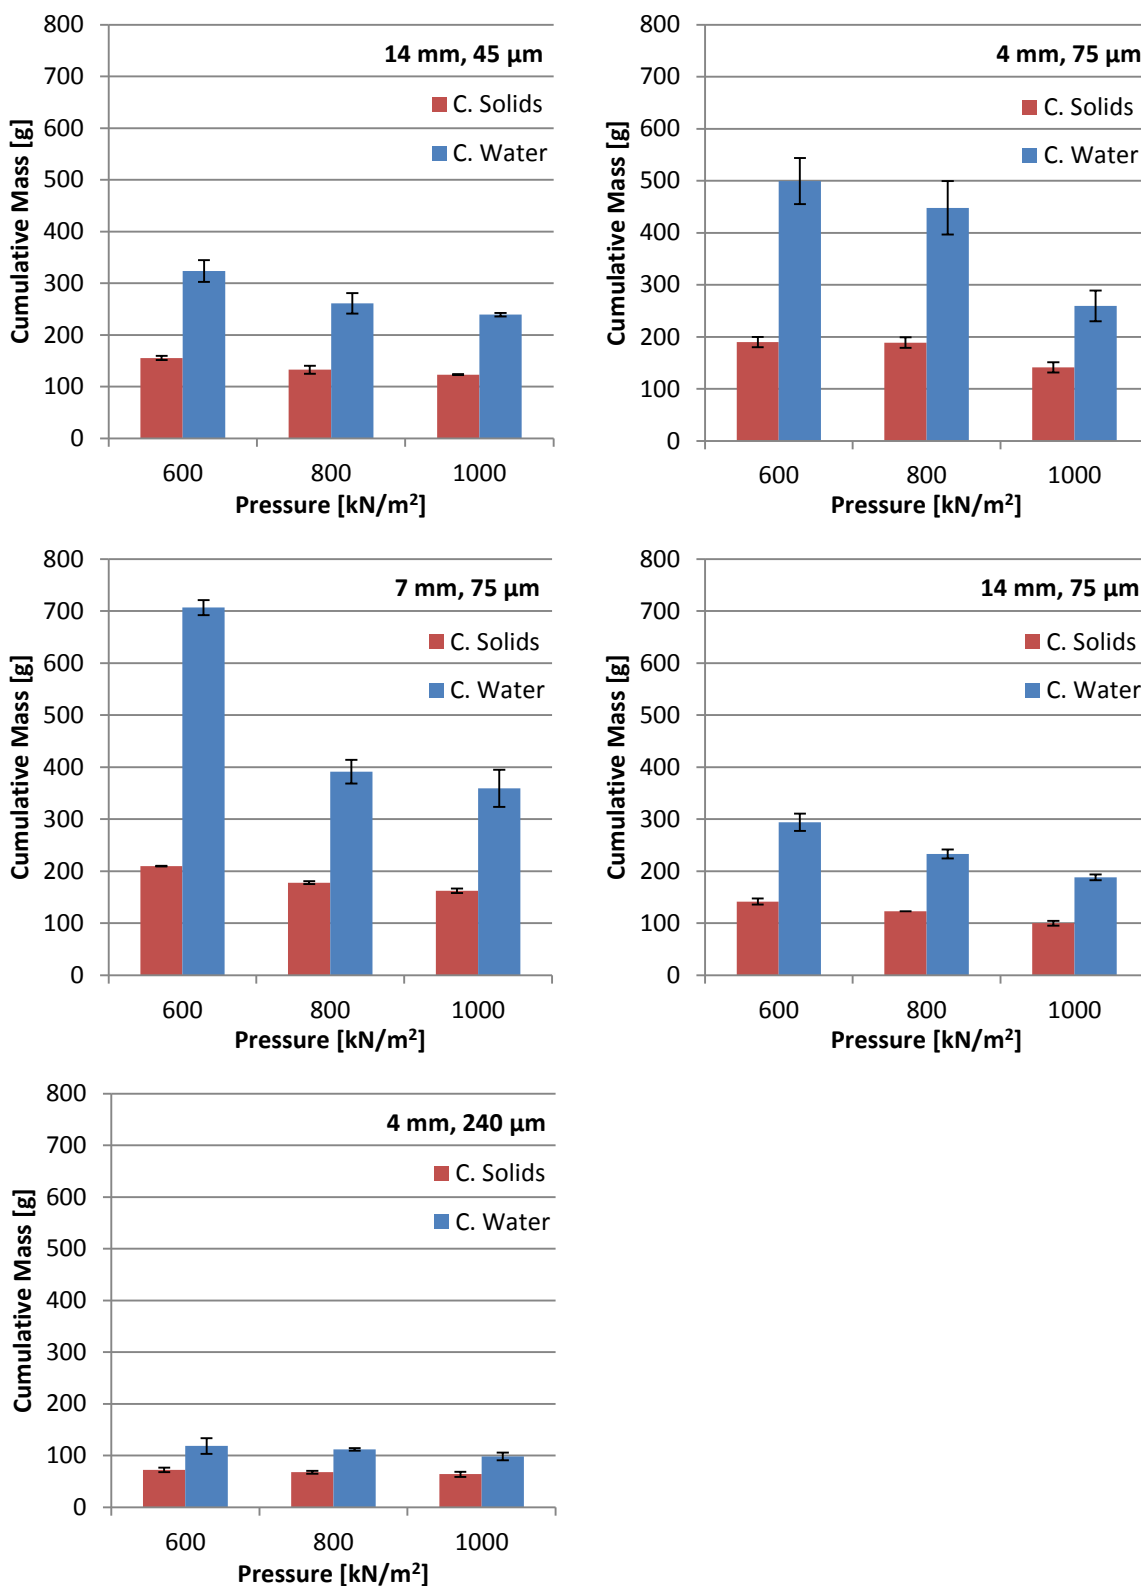 800
700
600
500
400
300
200
100
0
Cumulative Mass [g]
14 mm, 45 µm
C. Solids
C. Water
600 800 1000
Pressure [kN/m²]
800
700
600
500
400
300
200
100
0
Cumulative Mass [g]
4 mm, 75 µm
C. Solids
C. Water
600 800 1000
Pressure [kN/m²]
800
700
600
500
400
300
200
100
0
Cumulative Mass [g]
7 mm, 75 µm
C. Solids
C. Water
600 800 1000
Pressure [kN/m²]
800
700
600
500
400
300
200
100
0
Cumulative Mass [g]
14 mm, 75 µm
C. Solids
C. Water
600 800 1000
Pressure [kN/m²]
800
700
600
500
400
300
200
100
0
Cumulative Mass [g]
4 mm, 240 µm
C. Solids
C. Water
600 800 1000
Pressure [kN/m²]